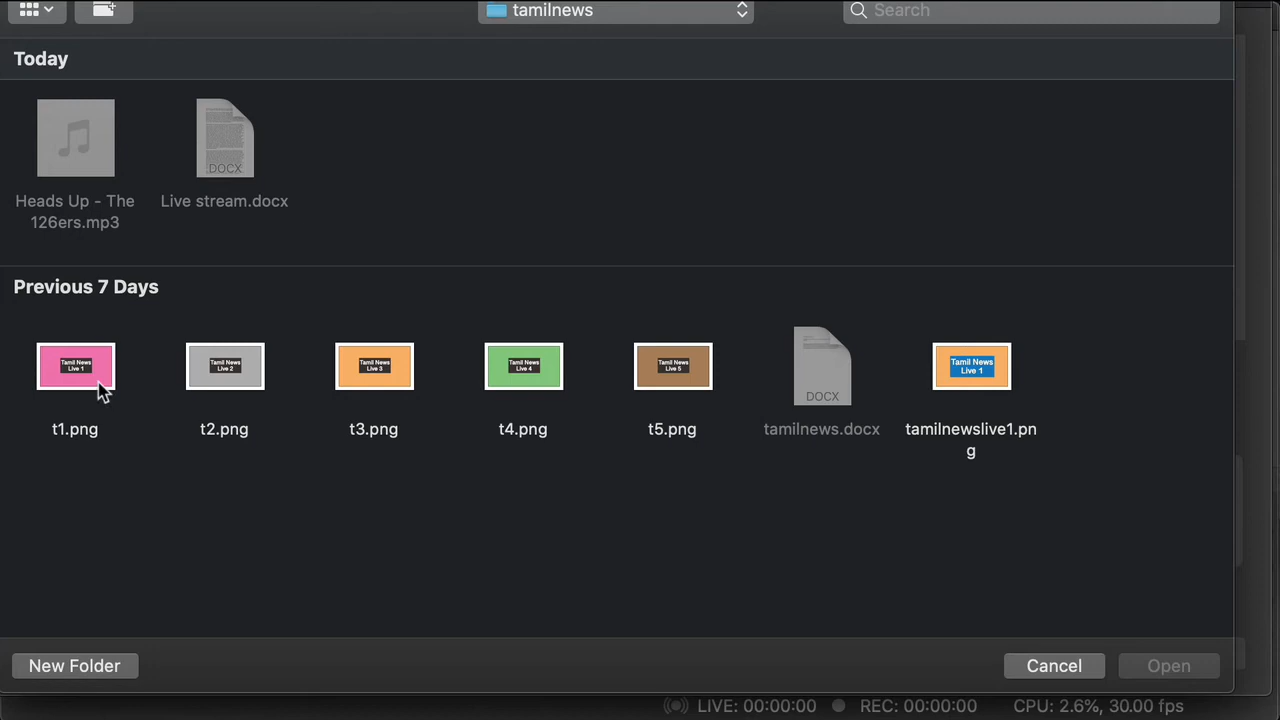 tamilnews
Search
Today
DOCX
Heads Up - The
126ers.mp3
Live stream.docx
Previous 7 Days
Tamil News
Live 1
Tamil News
Live 2
Tamil News
Live 3
Tamil News
Live 4
Tamil News
Live 5
DOCX
Tamil News
Live 1
t1.png
t2.png
t3.png
t4.png
t5.png
tamilnews.docx
tamilnewslive1.pn
g
New Folder
Cancel
Open
LIVE: 00:00:00
REC: 00:00:00
CPU: 2.6%, 30.00 fps